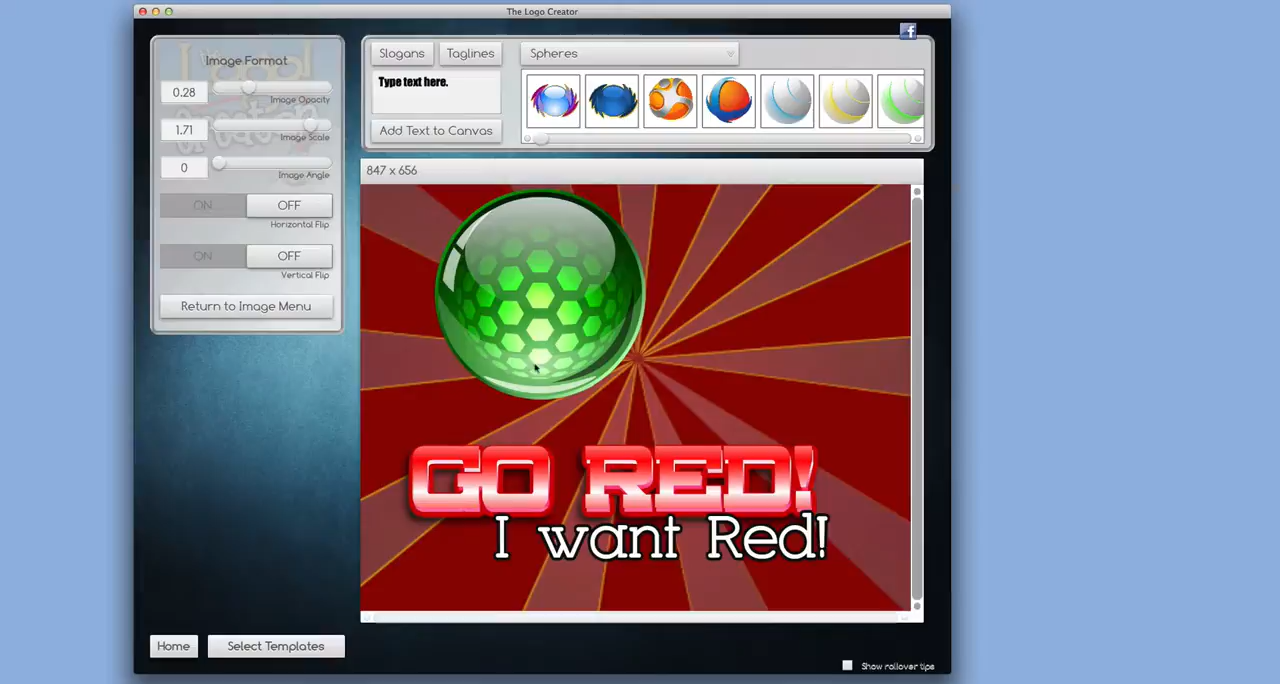 The Logo Creator
Image Format
0.28
Image Opacity
1.71
Image Scale
0
Image Angle
ON OFF
Horizontal Flip
ON OFF
Vertical Flip
Return to Image Menu
Slogans Taglines Spheres
Type text here.
Add Text to Canvas
847 x 656
GO RED!
I want Red!
Home Select Templates
Show rollover tips
f